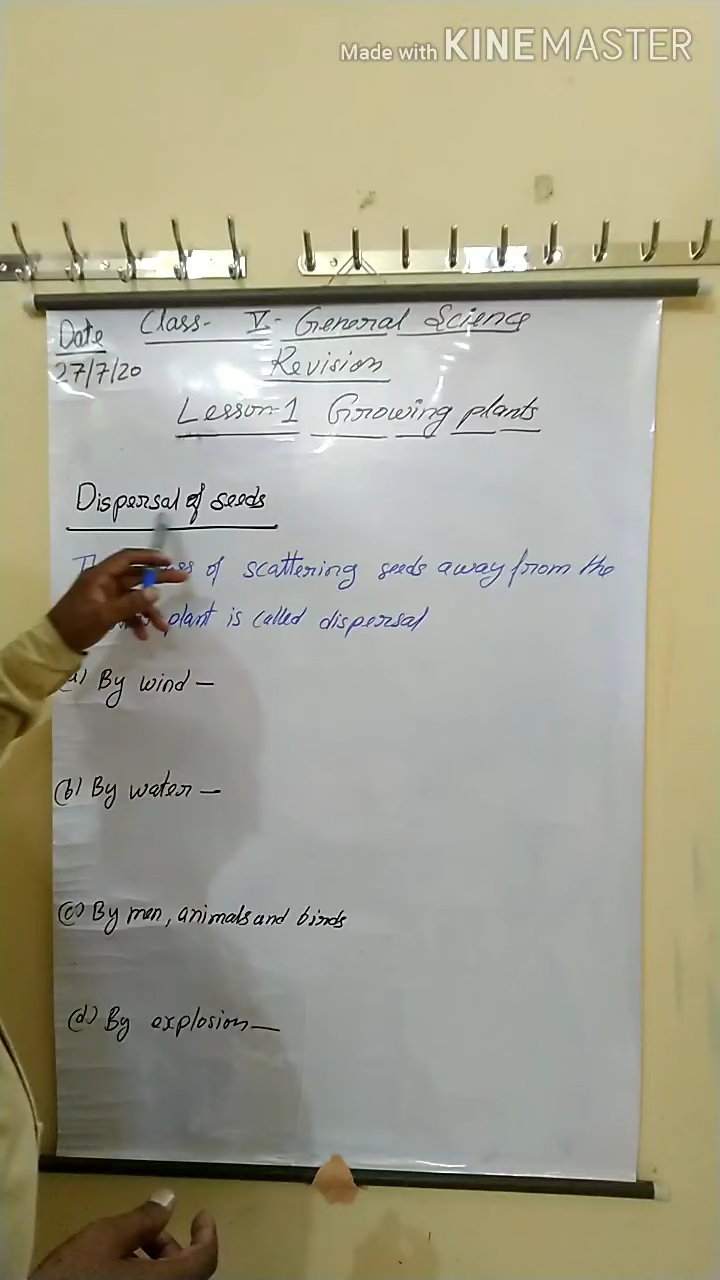 Made with KINEMASTER
Class- V- General Science
Date
27/7/20
Revision
Lesson-1 Growing plants
Dispersal of seeds
of scattering seeds away from the
plant is called dispersal
(a) By wind —
(b) By water —
(c) By men, animals and birds
(d) By explosion —